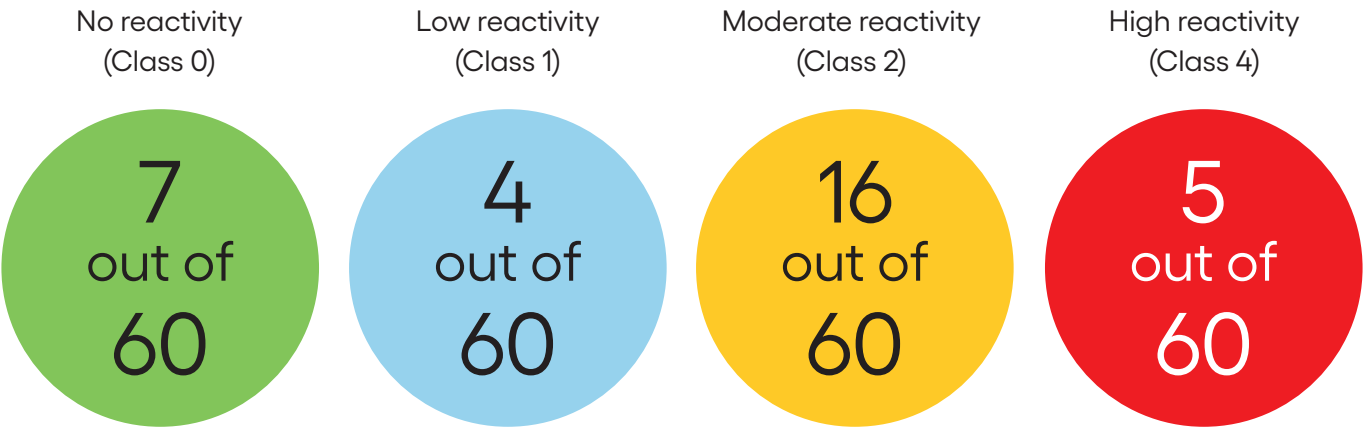 No reactivity
(Class 0)
7
out of
60
Low reactivity
(Class 1)
4
out of
60
Moderate reactivity
(Class 2)
16
out of
60
High reactivity
(Class 4)
5
out of
60